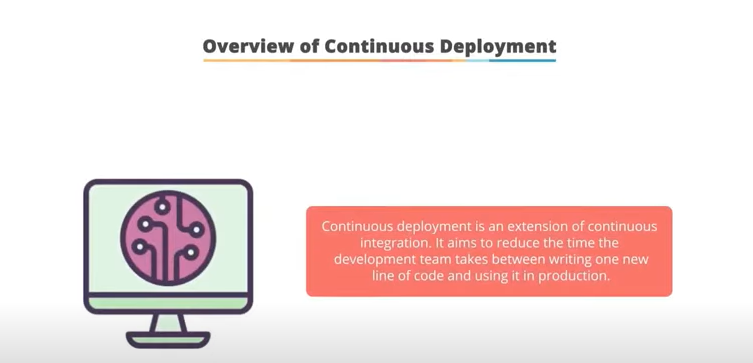 Overview of Continuous Deployment
Continuous deployment is an extension of continuous
integration. It aims to reduce the time the
development team takes between writing one new
line of code and using it in production.